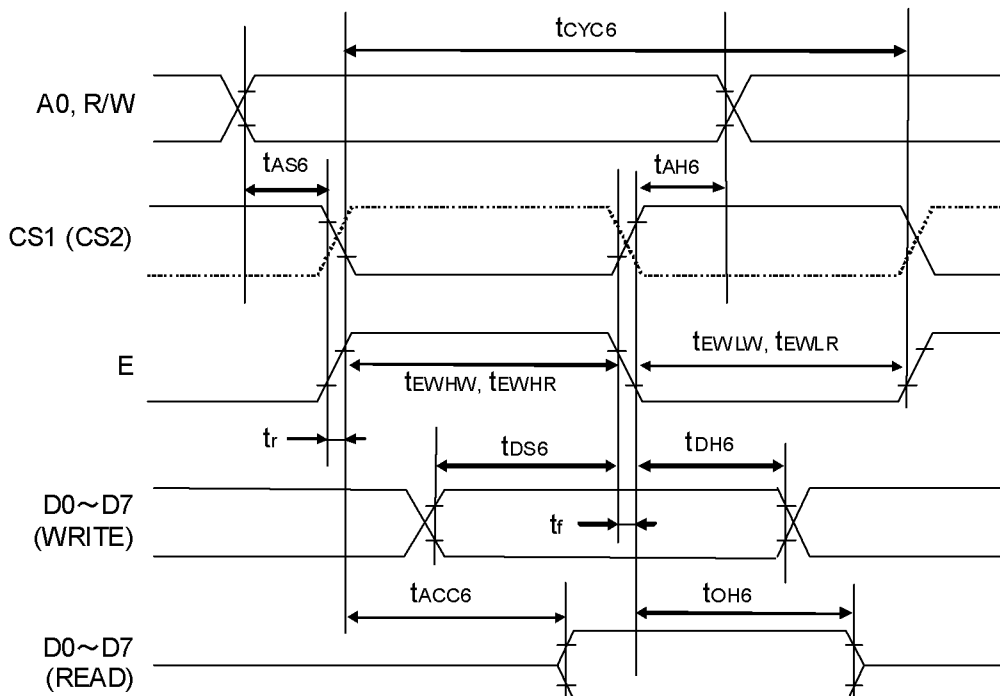 tCYC6
A0, R/W
tAS6
tAH6
CS1 (CS2)
E
tEWLW, tEWLR
tEWHW, tEWHR
tr
tDS6
tDH6
D0～D7
(WRITE)
tf
tACC6
tOH6
D0～D7
(READ)